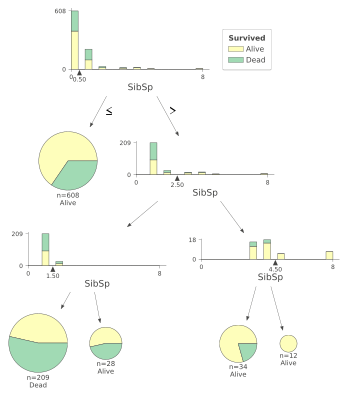 608
Survived
Alive
Dead
0
0 8
0.50
SibSp
≤ >
209
0
0 8
2.50
SibSp
n=608
Alive
209
0
0 8
1.50
SibSp
18
0
0 8
4.50
SibSp
n=209
Dead
n=28
Alive
n=34
Alive
n=12
Alive